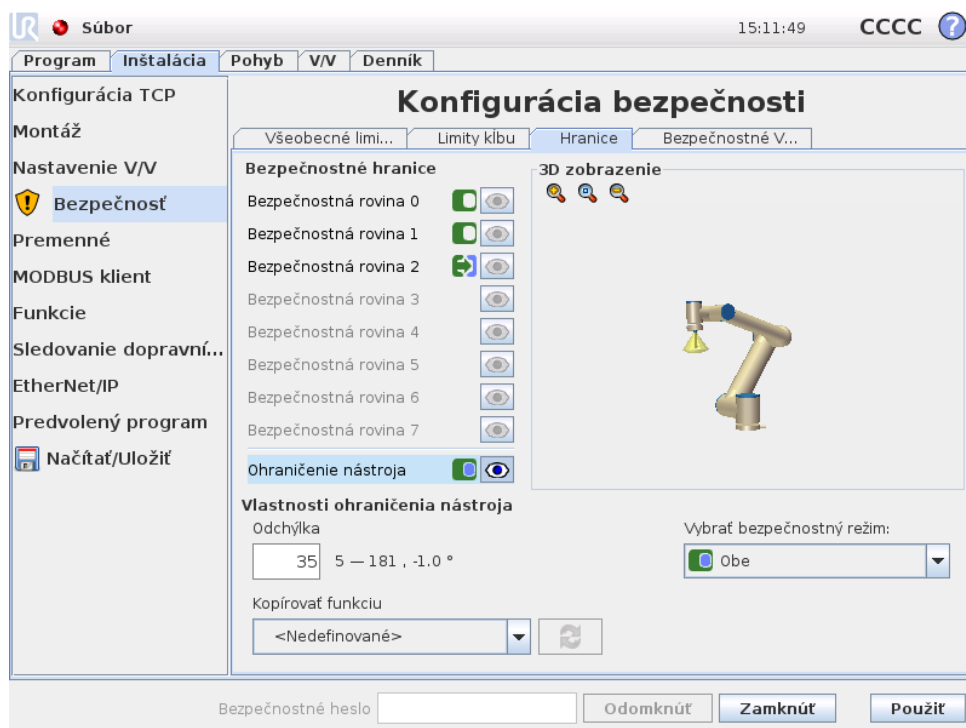 UR Súbor 15:11:49 CCCC ?
Program Inštalácia Pohyb V/V Denník
Konfigurácia TCP
Montáž
Nastavenie V/V
Bezpečnosť
Premenné
MODBUS klient
Funkcie
Sledovanie dopravní...
EtherNet/IP
Predvolený program
Načítať/Uložiť
Konfigurácia bezpečnosti
Všeobecné limi... Limity kĺbu Hranice Bezpečnostné V...
Bezpečnostné hranice
Bezpečnostná rovina 0
Bezpečnostná rovina 1
Bezpečnostná rovina 2
Bezpečnostná rovina 3
Bezpečnostná rovina 4
Bezpečnostná rovina 5
Bezpečnostná rovina 6
Bezpečnostná rovina 7
Ohraničenie nástroja
3D zobrazenie
Vlastnosti ohraničenia nástroja
Odchýlka
35 5 — 181 , -1.0 °
Vybrať bezpečnostný režim:
Obe
Kopírovať funkciu
<Nedefinované>
Bezpečnostné heslo Odomknúť Zamknúť Použiť